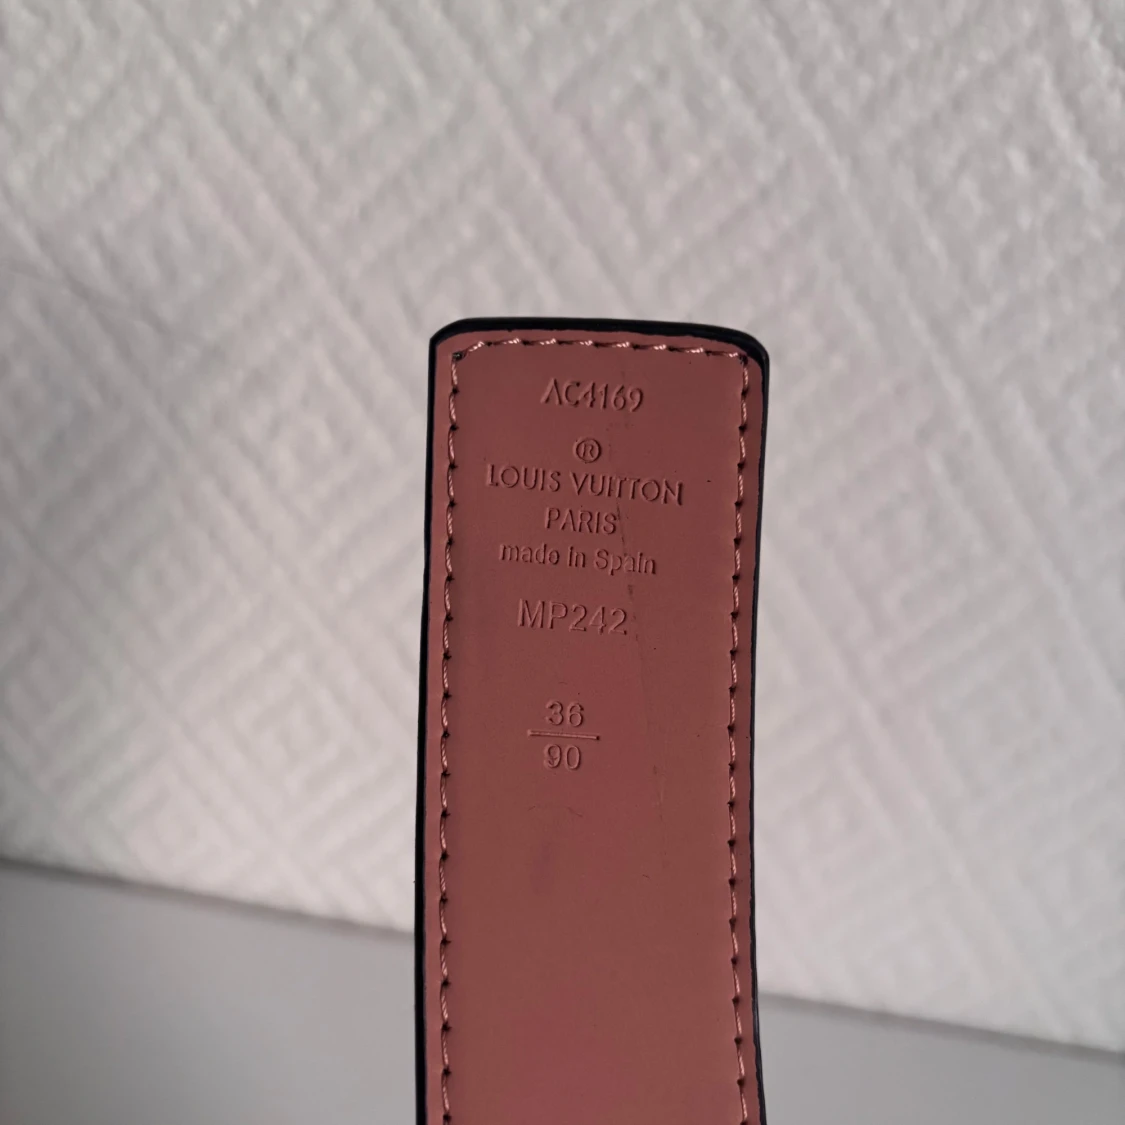 AC4169
®
LOUIS VUITTON
PARIS
made in Spain
MP242
36
90